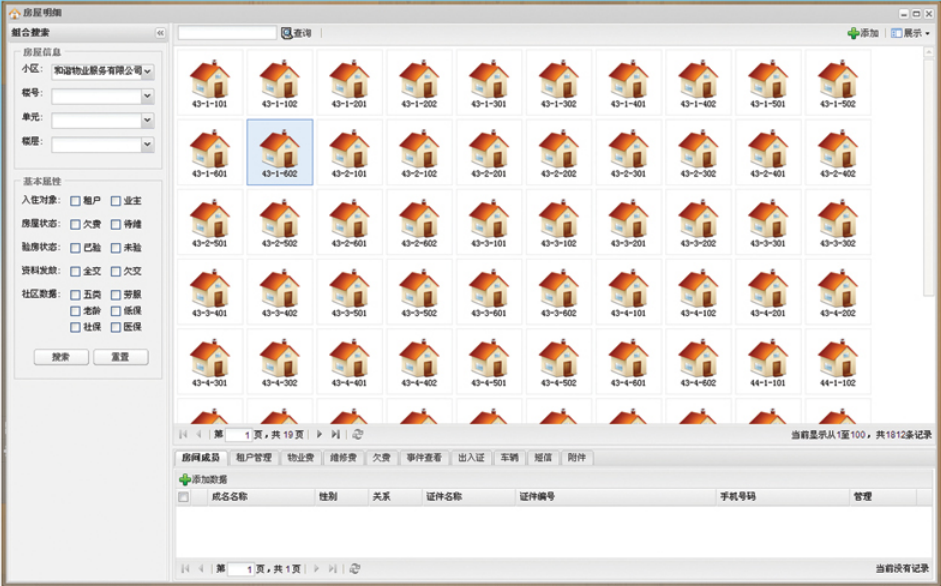 房屋明细
组合搜索
查询
添加
展示
房屋信息
小区: 和谐物业服务有限公司
楼号:
单元:
楼层:
基本属性
入住对象: 租户 业主
房屋状态: 欠费 待维
验房状态: 已验 未验
资料发放: 全交 欠交
社区数据: 五类 劳服
老龄 低保
社保 医保
搜索 重置
43-1-101 43-1-102 43-1-201 43-1-202 43-1-301 43-1-302 43-1-401 43-1-402 43-1-501 43-1-502
43-1-601 43-1-602 43-2-101 43-2-102 43-2-201 43-2-202 43-2-301 43-2-302 43-2-401 43-2-402
43-2-501 43-2-502 43-2-601 43-2-602 43-3-101 43-3-102 43-3-201 43-3-202 43-3-301 43-3-302
43-3-401 43-3-402 43-3-501 43-3-502 43-3-601 43-3-602 43-4-101 43-4-102 43-4-201 43-4-202
43-4-301 43-4-302 43-4-401 43-4-402 43-4-501 43-4-502 43-4-601 43-4-602 44-1-101 44-1-102
第 1 页,共 19 页
当前显示从1至100,共1812条记录
房间成员 租户管理 物业费 维修费 欠费 事件查看 出入证 车辆 短信 附件
添加数据
成名名称 性别 关系 证件名称 证件编号 手机号码 管理
第 1 页,共 1 页
当前没有记录